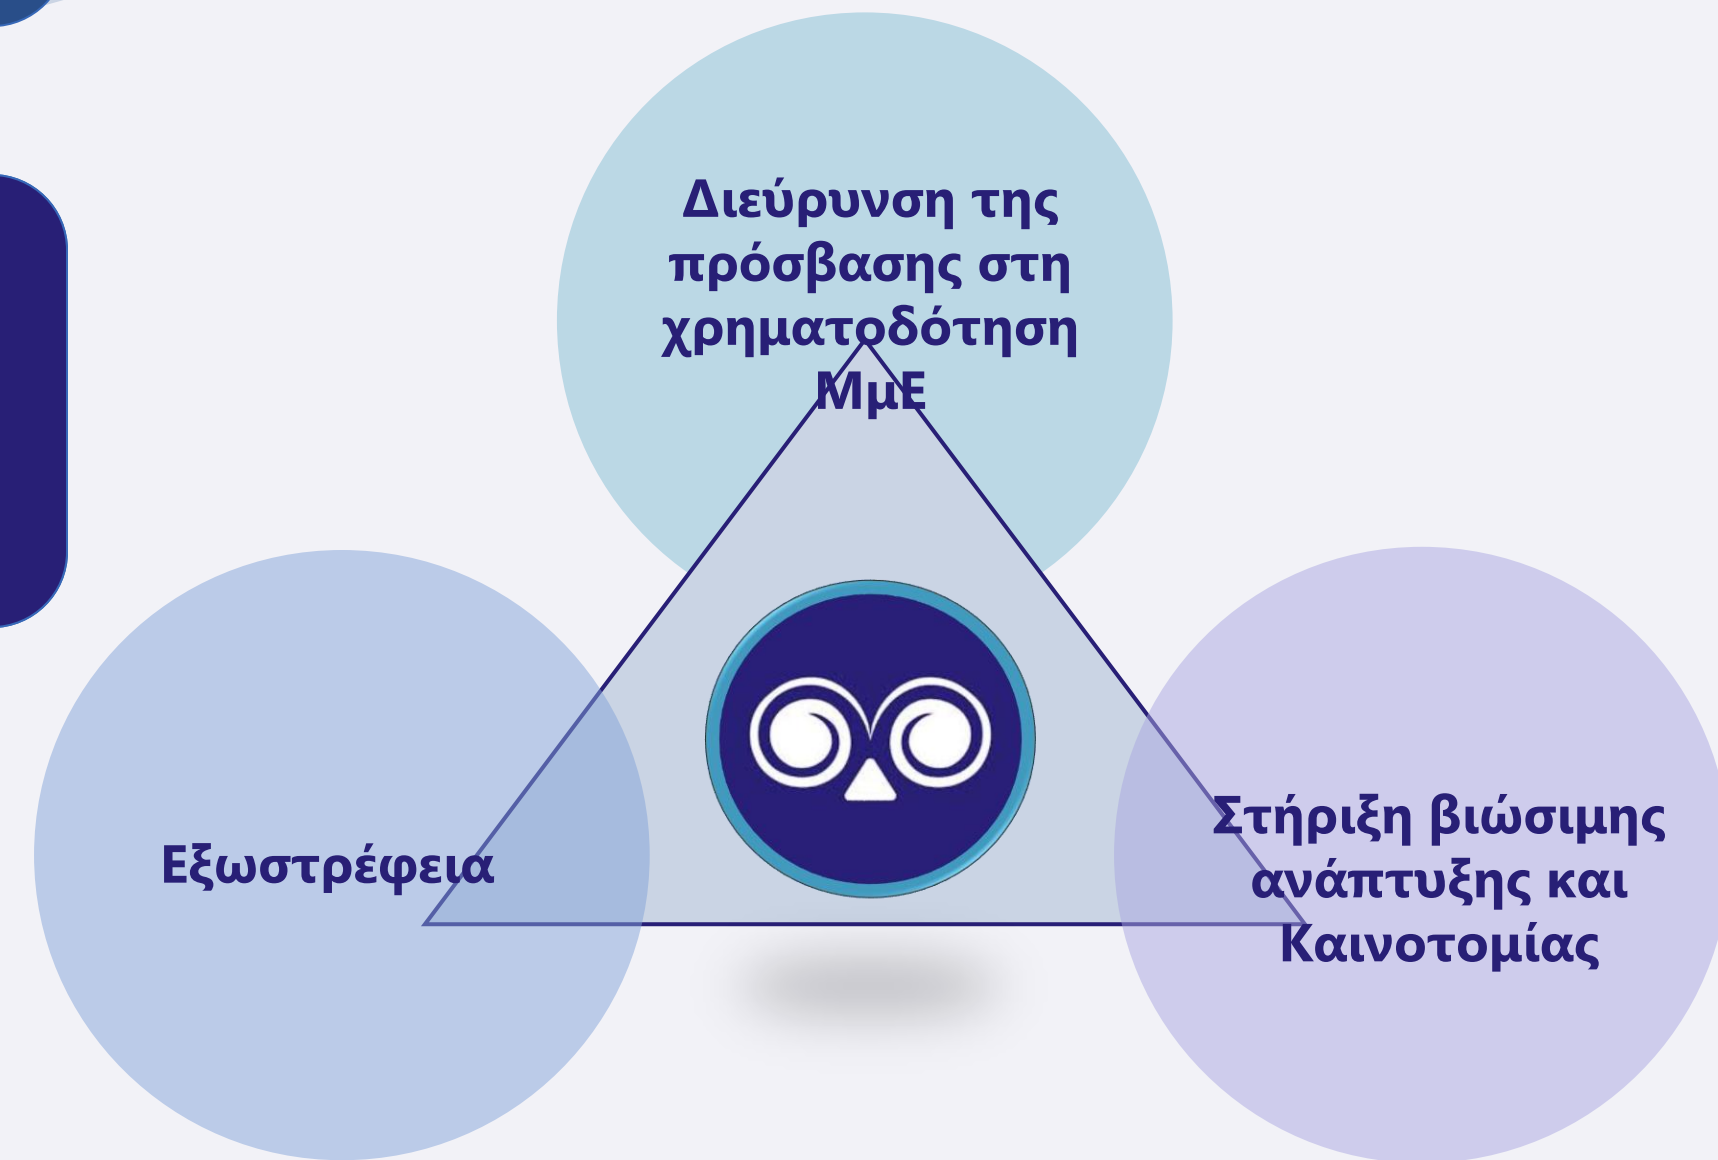 Διεύρυνση της
πρόσβασης στη
χρηματοδότηση
ΜμΕ
Εξωστρέφεια
Στήριξη βιώσιμης
ανάπτυξης και
Καινοτομίας